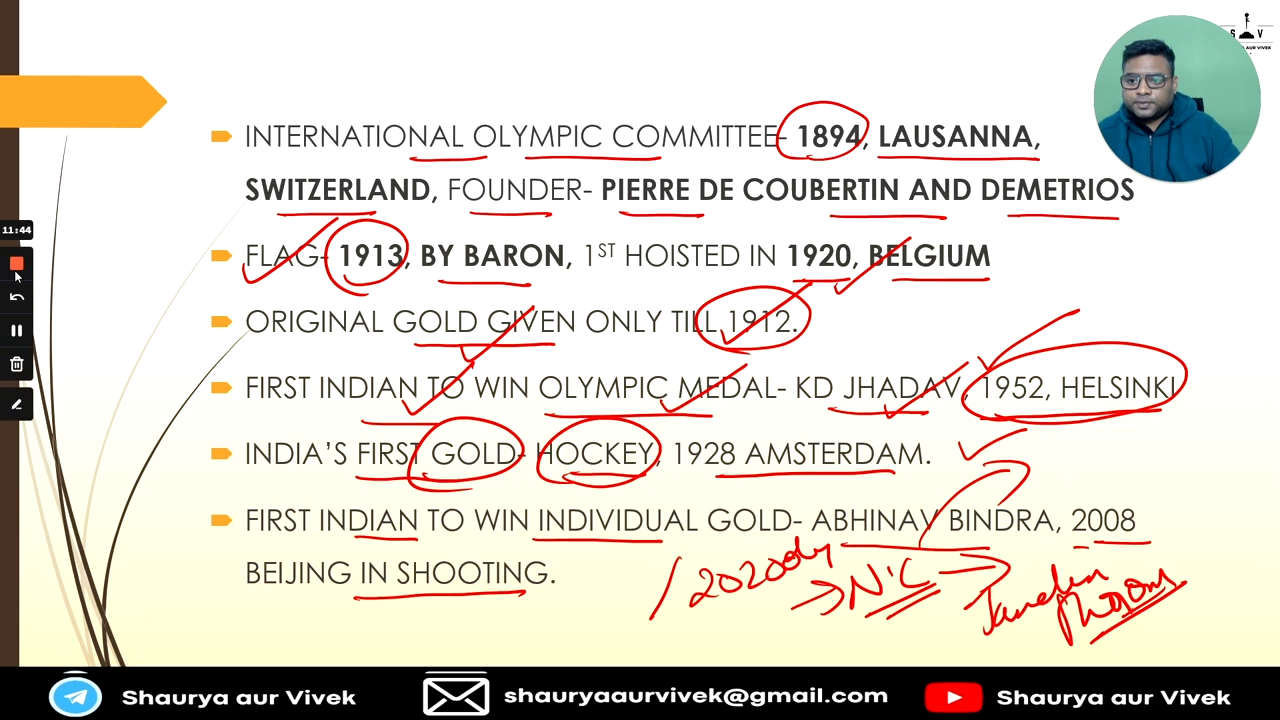 S V
A AUR VIVEK
INTERNATIONAL OLYMPIC COMMITTEE- 1894, LAUSANNA,
SWITZERLAND, FOUNDER- PIERRE DE COUBERTIN AND DEMETRIOS
11:44
FLAG- 1913, BY BARON, 1ST HOISTED IN 1920, BELGIUM
ORIGINAL GOLD GIVEN ONLY TILL 1912.
FIRST INDIAN TO WIN OLYMPIC MEDAL- KD JHADAV, 1952, HELSINKI
INDIA'S FIRST GOLD- HOCKEY, 1928 AMSTERDAM.
FIRST INDIAN TO WIN INDIVIDUAL GOLD- ABHINAV BINDRA, 2008
BEIJING IN SHOOTING.
2020 N.C
Shaurya aur Vivek
shauryaaurvivek@gmail.com
Shaurya aur Vivek